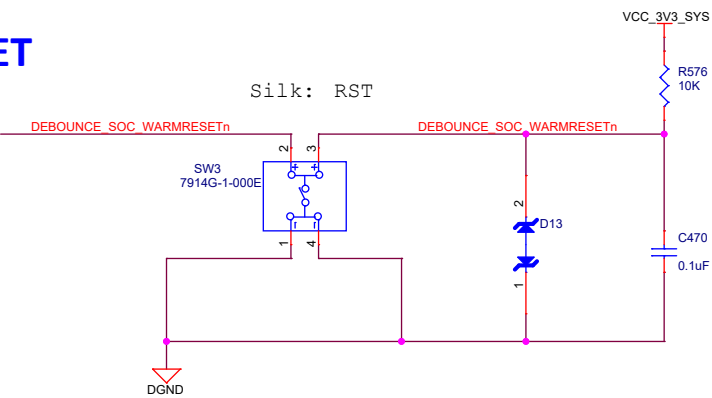 VCC_3V3_SYS
ET
R576
10K
Silk: RST
DEBOUNCE_SOC_WARMRESETn
DEBOUNCE_SOC_WARMRESETn
2
3
SW3
7914G-1-000E
2
D13
1
4
1
C470
0.1uF
DGND